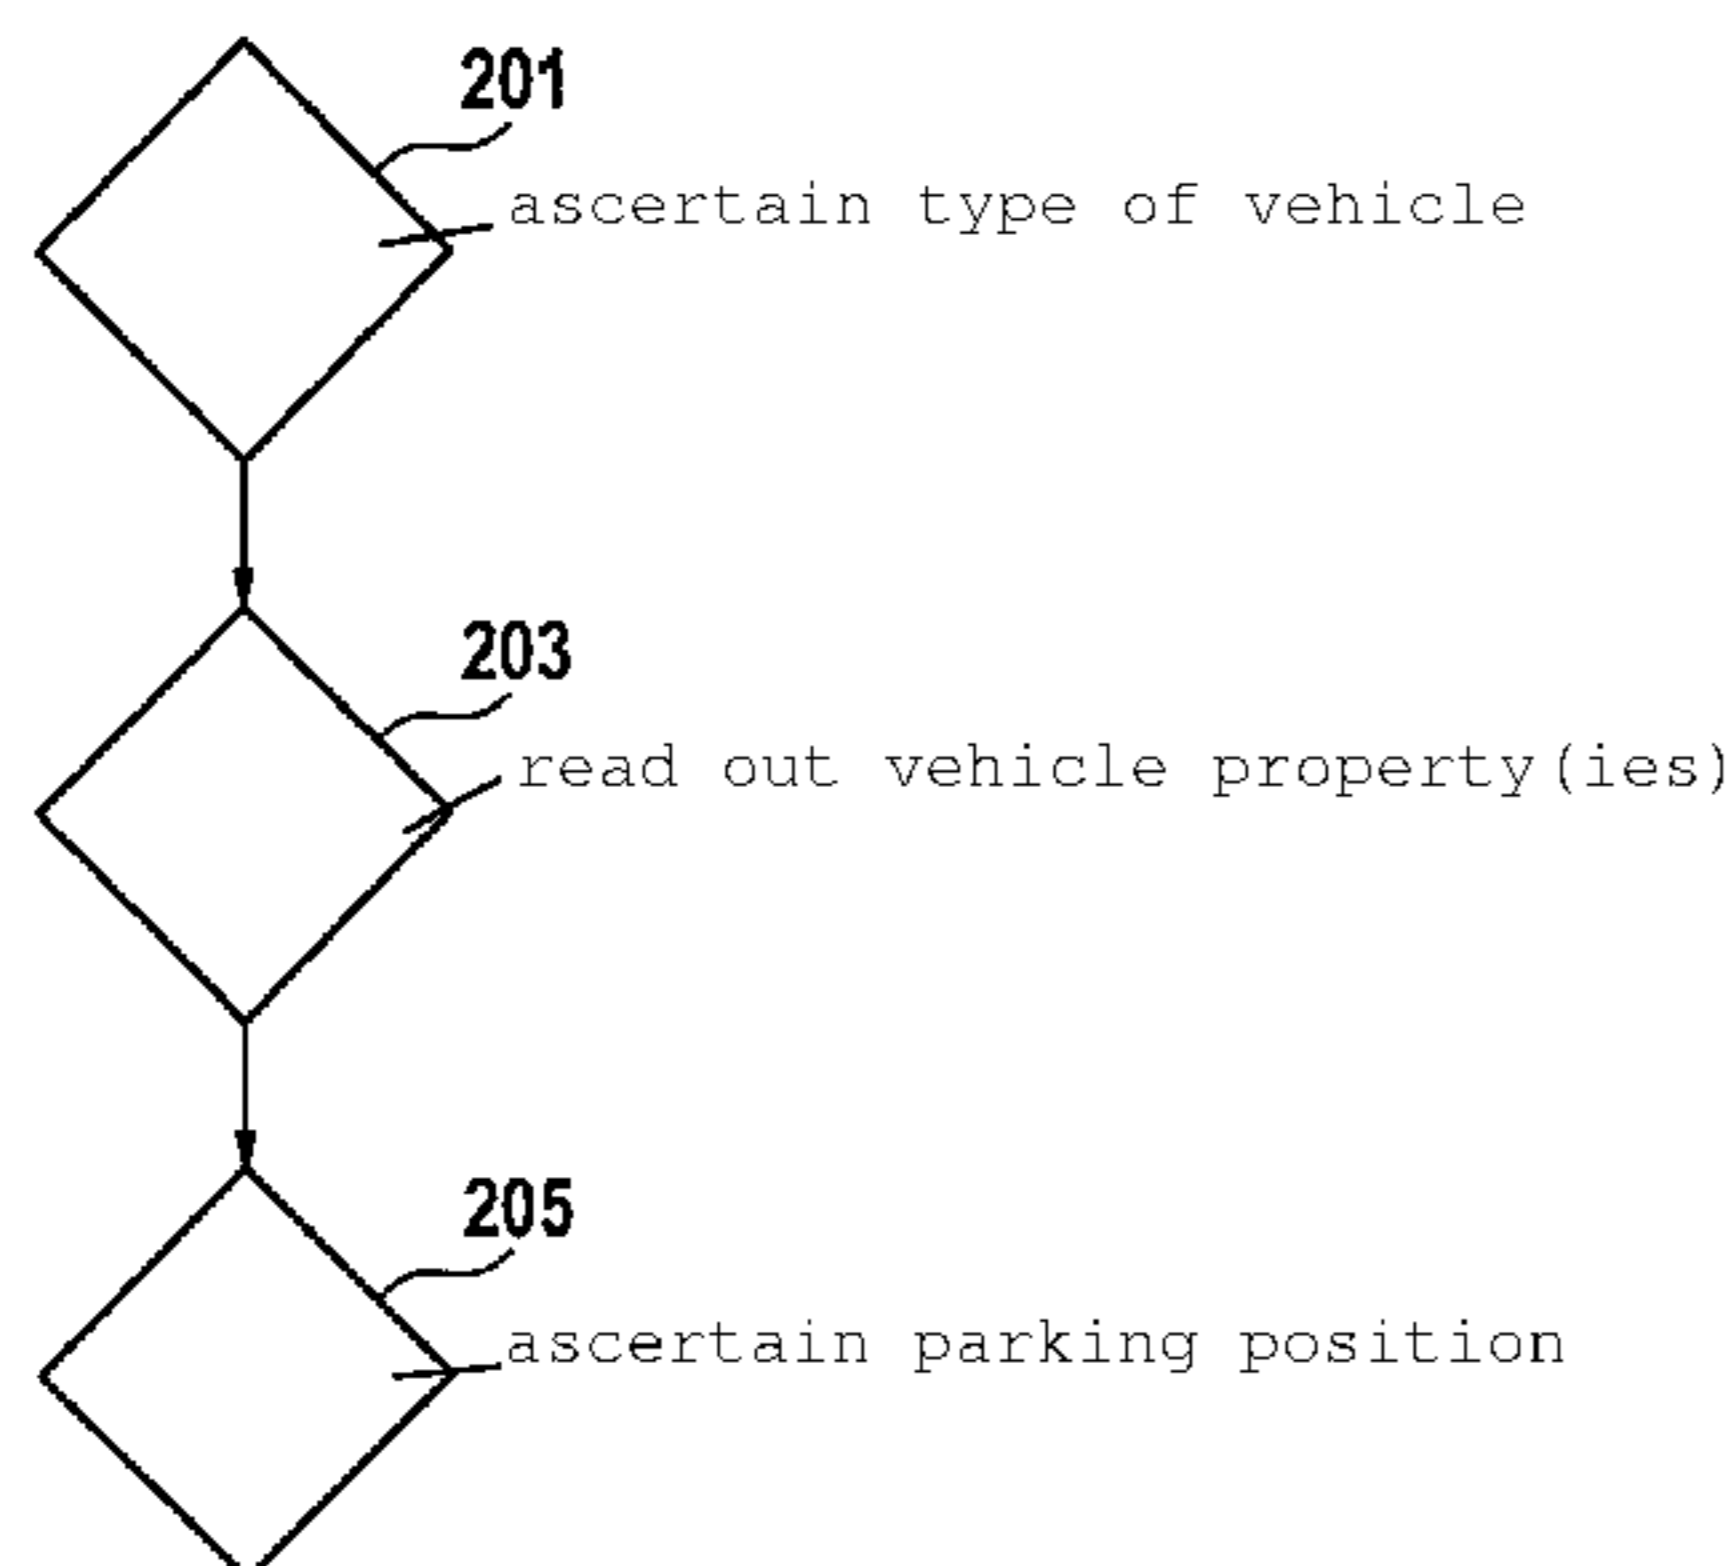 201
ascertain type of vehicle
203
read out vehicle property(ies)
205
ascertain parking position